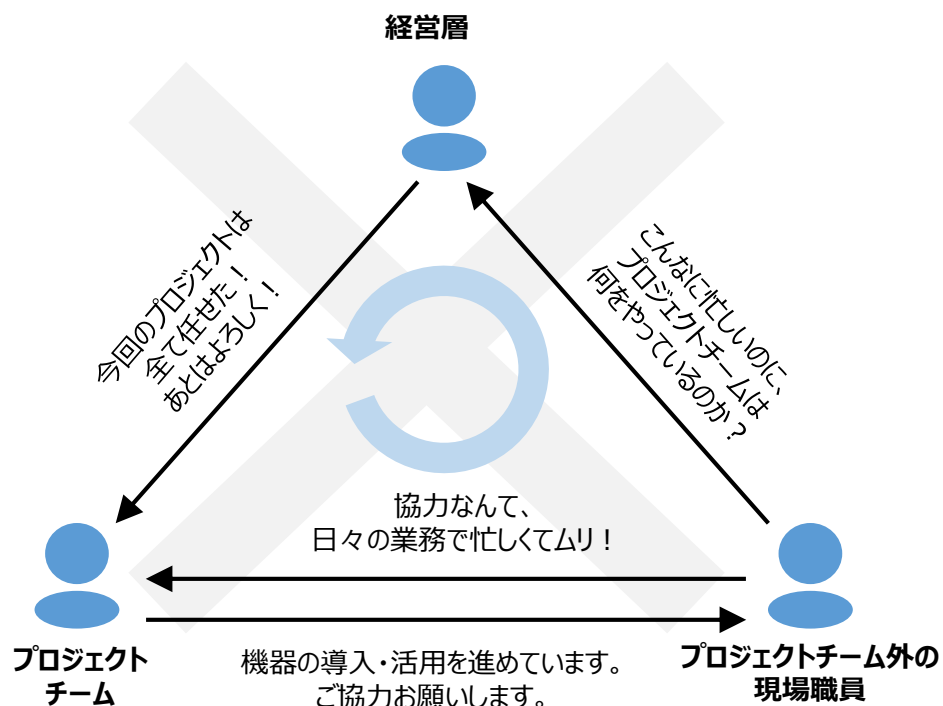 経営層
今回のプロジェクトは
全て任せた！
あとはよろしく！
こんなに忙しいのに、
プロジェクトチームは
何をやっているのか？
協力なんて、
日々の業務で忙しくてムリ！
機器の導入・活用を進めています。
ご協力お願いします。
プロジェクト
チーム
プロジェクトチーム外の
現場職員